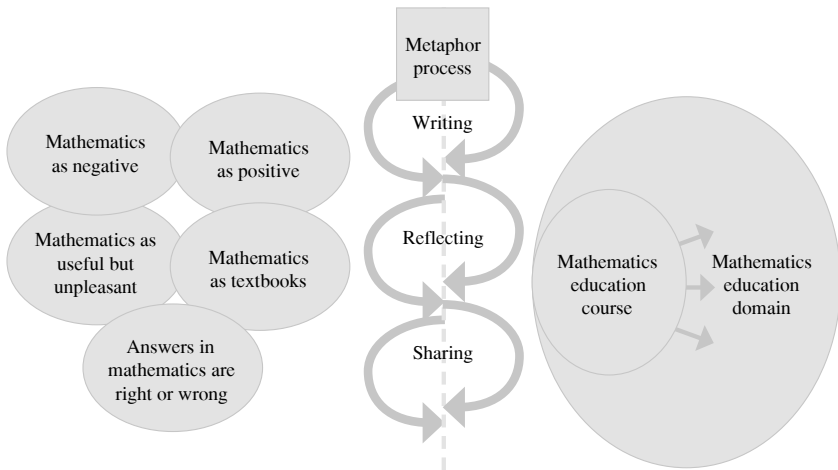 Metaphor
process
Writing
Reflecting
Sharing
Mathematics
as negative
Mathematics
as positive
Mathematics as
useful but
unpleasant
Mathematics
as textbooks
Answers in
mathematics are
right or wrong
Mathematics
education
course
Mathematics
education
domain